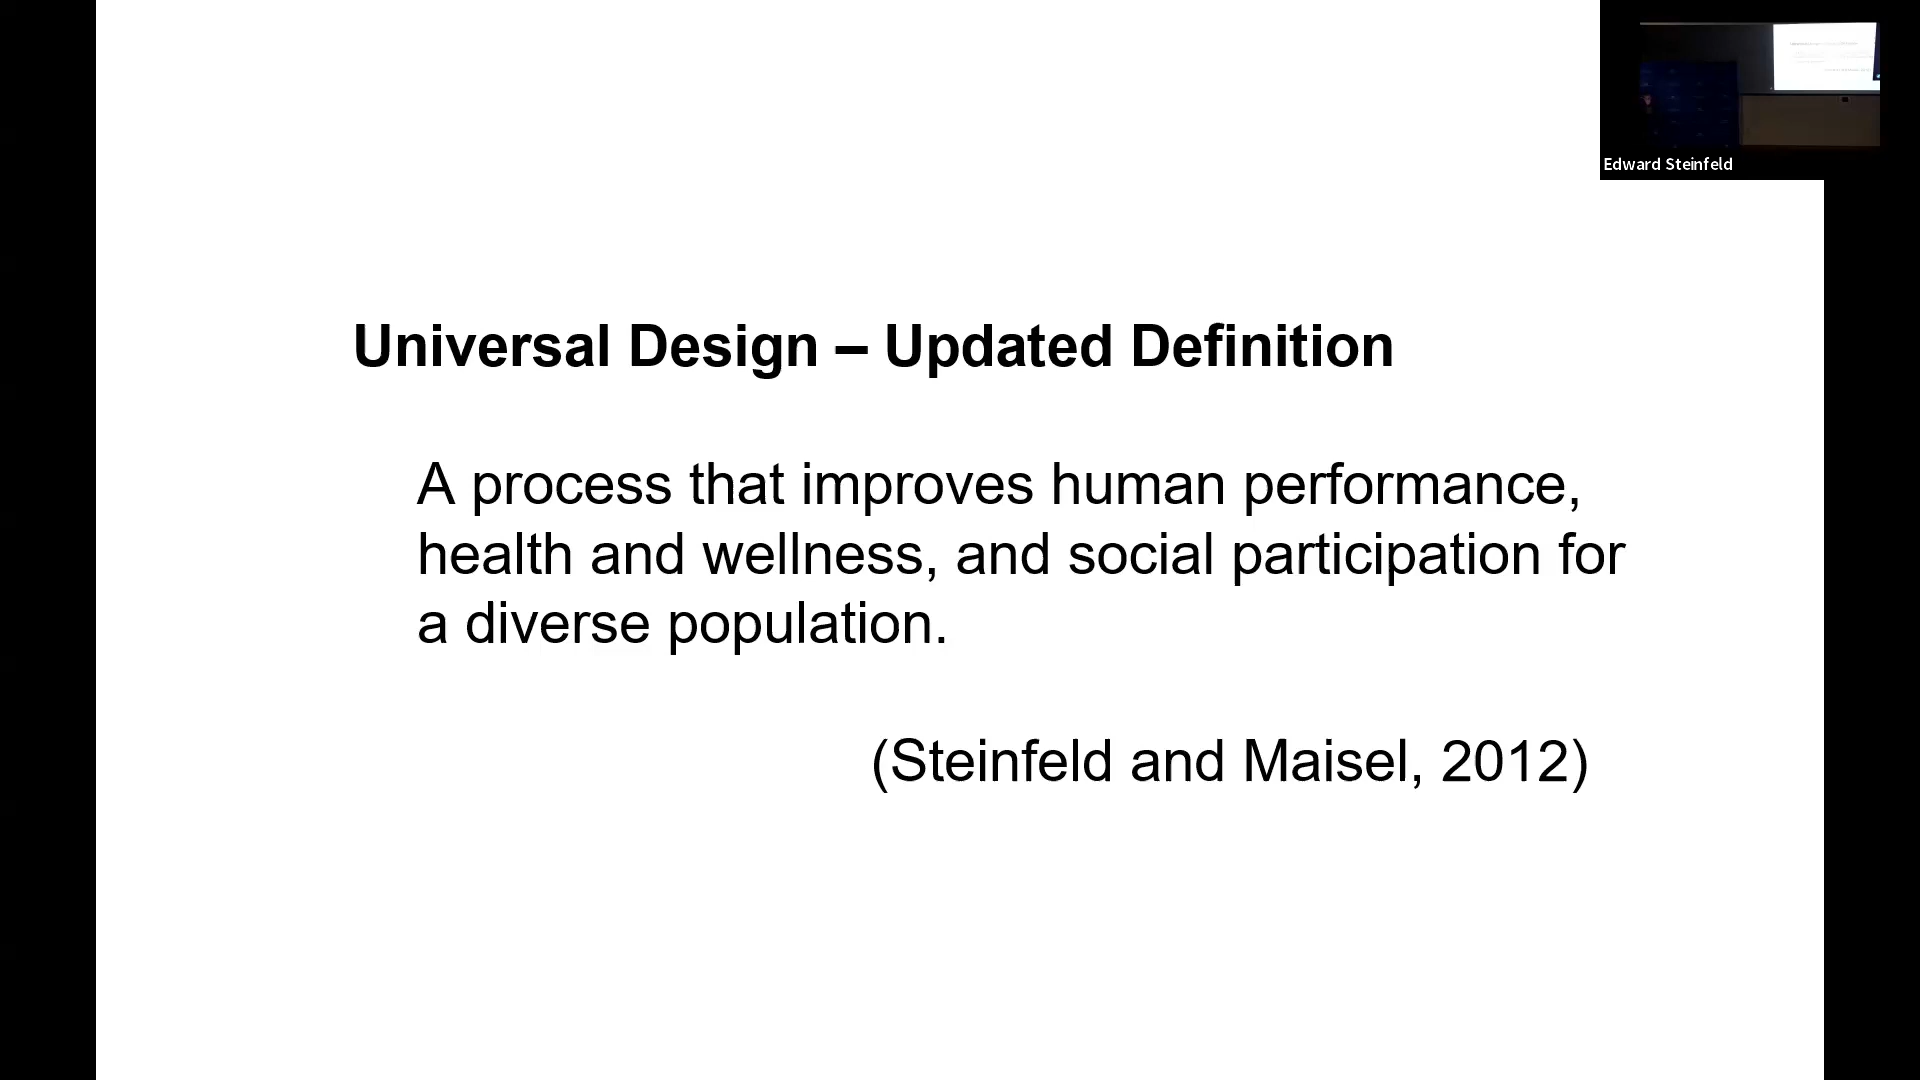 Edward Steinfeld
Universal Design – Updated Definition
A process that improves human performance,
health and wellness, and social participation for
a diverse population.
(Steinfeld and Maisel, 2012)